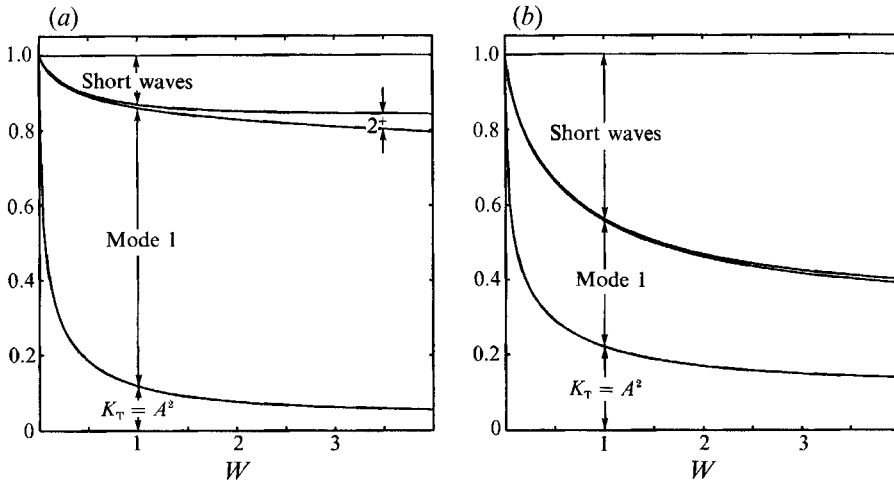 (a)
1.0
Short waves
0.8
2⁺
0.6
Mode 1
0.4
0.2
K_T = A²
0
1
2
3
W
(b)
1.0
0.8
Short waves
0.6
0.4
Mode 1
0.2
K_T = A²
0
1
2
3
W